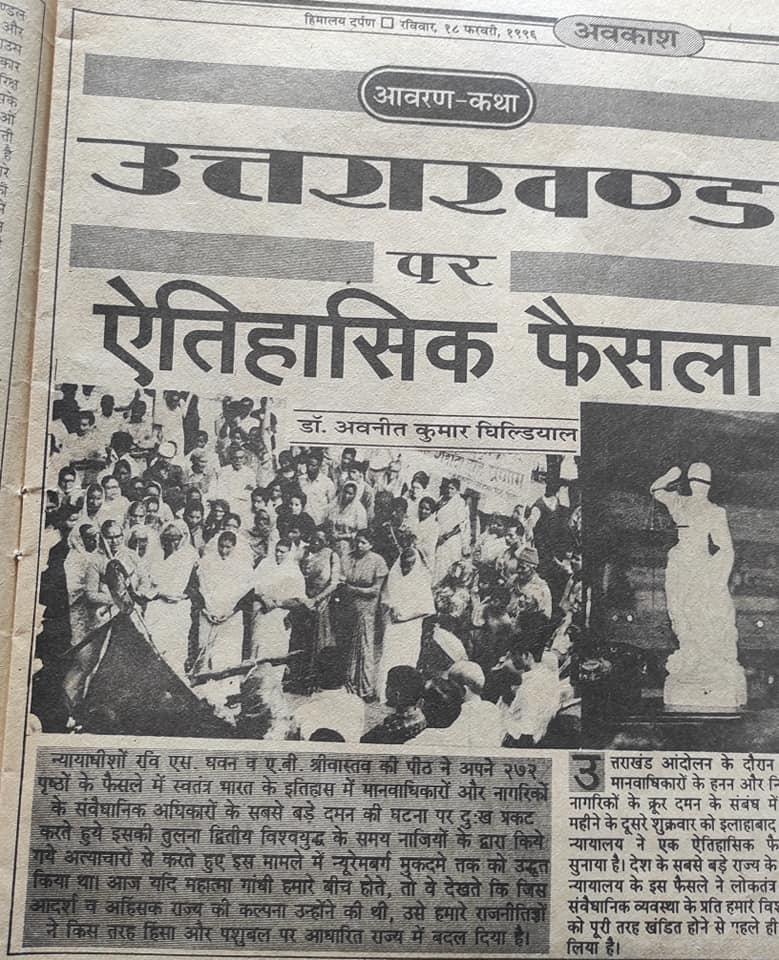 हिमालय दर्पण □ रविवार, १८ फरवरी, १९९६
अवकाश
आवरण-कथा
उत्तराखण्ड
पर
ऐतिहासिक फैसला
डॉ. अवनीत कुमार घिल्डियाल
न्यायाधीशों रवि एस. धवन व ए.बी. श्रीवास्तव की पीठ ने अपने २७२
पृष्ठों के फैसले में स्वतंत्र भारत के इतिहास में मानवाधिकारों और नागरिकों
के संवैधानिक अधिकारों के सबसे बड़े दमन की घटना पर दु:ख प्रकट
करते हुये इसकी तुलना द्वितीय विश्वयुद्ध के समय नाजियों के द्वारा किये
गये अत्याचारों से करते हुए इस मामले में न्यूरेमबर्ग मुकदमे तक को उद्धृत
किया था। आज यदि महात्मा गांधी हमारे बीच होते, तो वे देखते कि जिस
आदर्श व अहिंसक राज्य की कल्पना उन्होंने की थी, उसे हमारे राजनीतिज्ञों
ने किस तरह हिंसा और पशुबल पर आधारित राज्य में बदल दिया है।
उत्तराखंड आंदोलन के दौरान
मानवाधिकारों के हनन और
नागरिकों के क्रूर दमन के संबंध में
महीने के दूसरे शुक्रवार को इलाहाबाद
न्यायालय ने एक ऐतिहासिक
सुनाया है। देश के सबसे बड़े राज्य के
न्यायालय के इस फैसले ने लोकतंत्र
संवैधानिक व्यवस्था के प्रति हमारे
को पूरी तरह खंडित होने से पहले ही
लिया है।